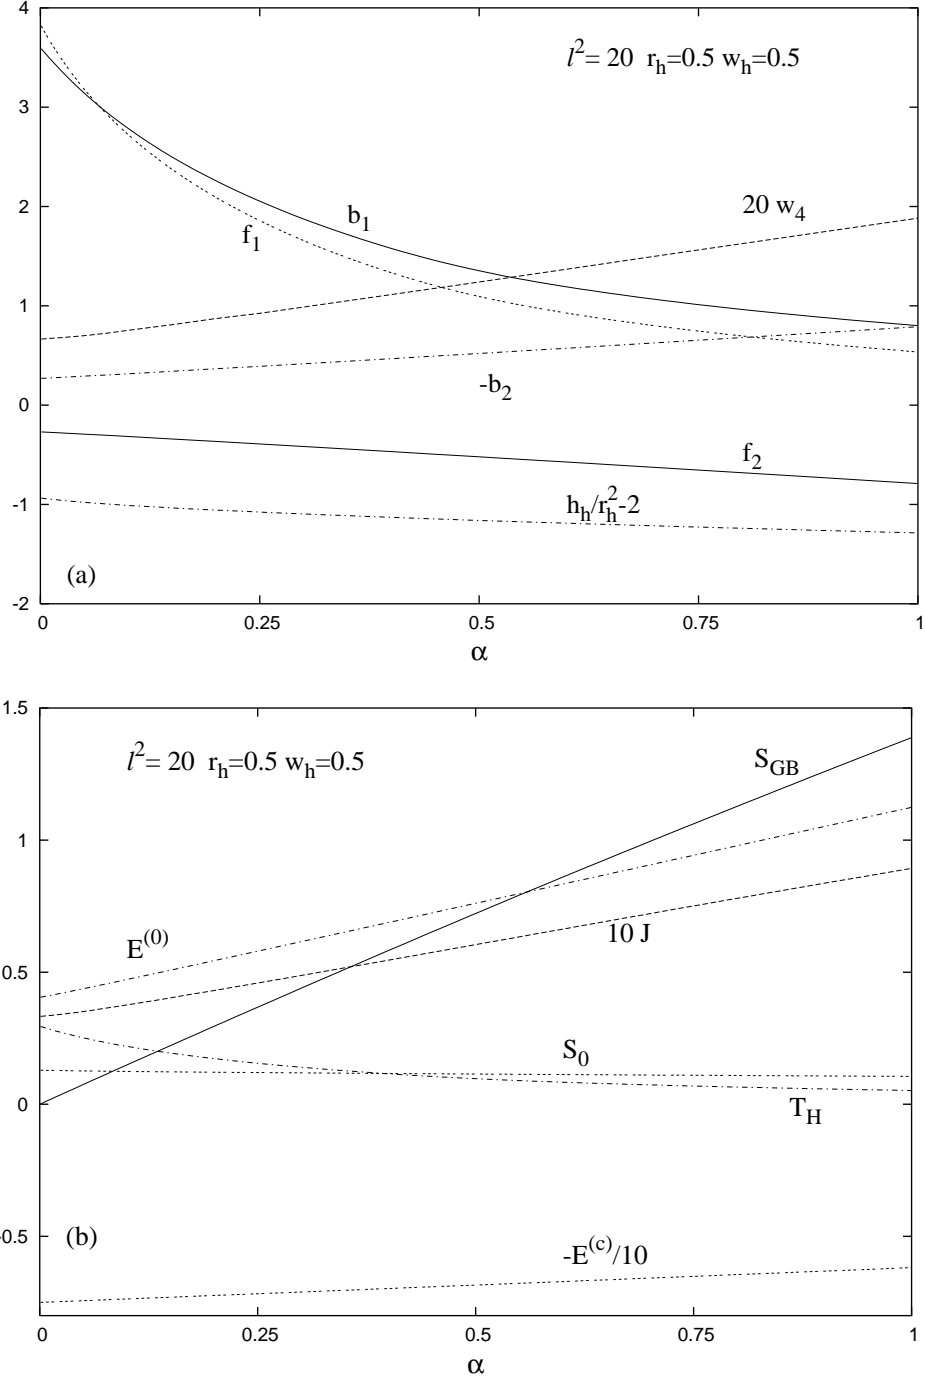 4
l²= 20 r_h=0.5 w_h=0.5
3
2
20 w₄
b₁
f₁
1
-b₂
0
f₂
-1
h_h/r_h²-2
(a)
-2
0 0.25 0.5 0.75 1
α
1.5
l²= 20 r_h=0.5 w_h=0.5
S_GB
1
E⁽⁰⁾
10 J
0.5
S₀
T_H
0
-0.5
(b)
-E⁽ᶜ⁾/10
0 0.25 0.5 0.75 1
α